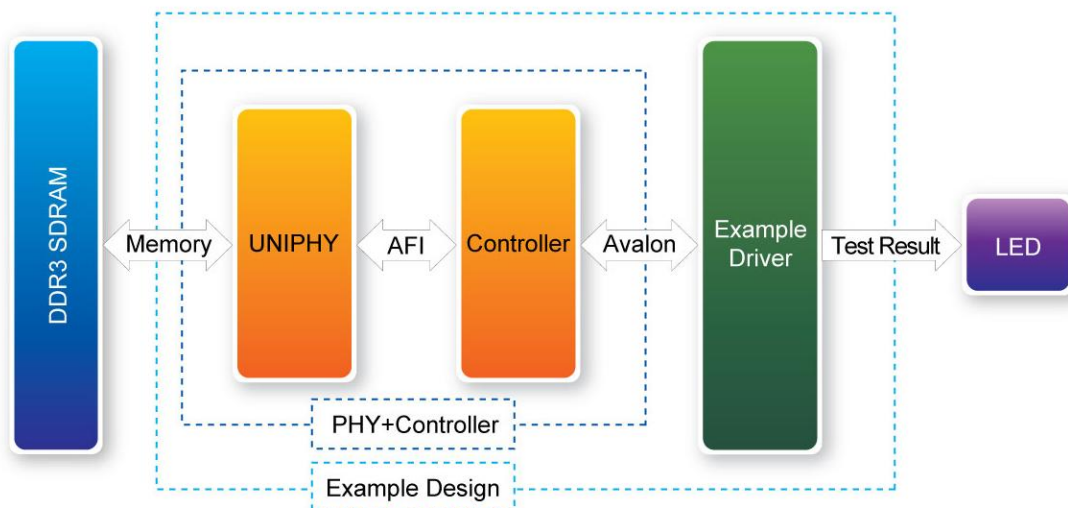 DDR3 SDRAM
Memory
UNIPHY
AFI
Controller
Avalon
Example
Driver
Test Result
LED
PHY+Controller
Example Design